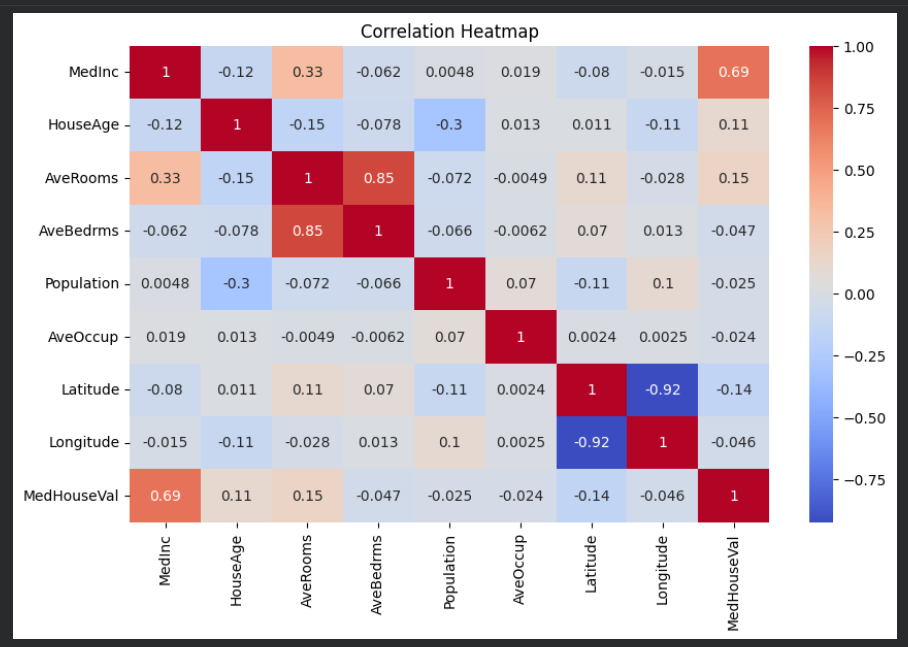 Correlation Heatmap
MedInc 1 -0.12 0.33 -0.062 0.0048 0.019 -0.08 -0.015 0.69
HouseAge -0.12 1 -0.15 -0.078 -0.3 0.013 0.011 -0.11 0.11
AveRooms 0.33 -0.15 1 0.85 -0.072 -0.0049 0.11 -0.028 0.15
AveBedrms -0.062 -0.078 0.85 1 -0.066 -0.0062 0.07 0.013 -0.047
Population 0.0048 -0.3 -0.072 -0.066 1 0.07 -0.11 0.1 -0.025
AveOccup 0.019 0.013 -0.0049 -0.0062 0.07 1 0.0024 0.0025 -0.024
Latitude -0.08 0.011 0.11 0.07 -0.11 0.0024 1 -0.92 -0.14
Longitude -0.015 -0.11 -0.028 0.013 0.1 0.0025 -0.92 1 -0.046
MedHouseVal 0.69 0.11 0.15 -0.047 -0.025 -0.024 -0.14 -0.046 1
MedInc
HouseAge
AveRooms
AveBedrms
Population
AveOccup
Latitude
Longitude
MedHouseVal
1.00
0.75
0.50
0.25
0.00
−0.25
−0.50
−0.75